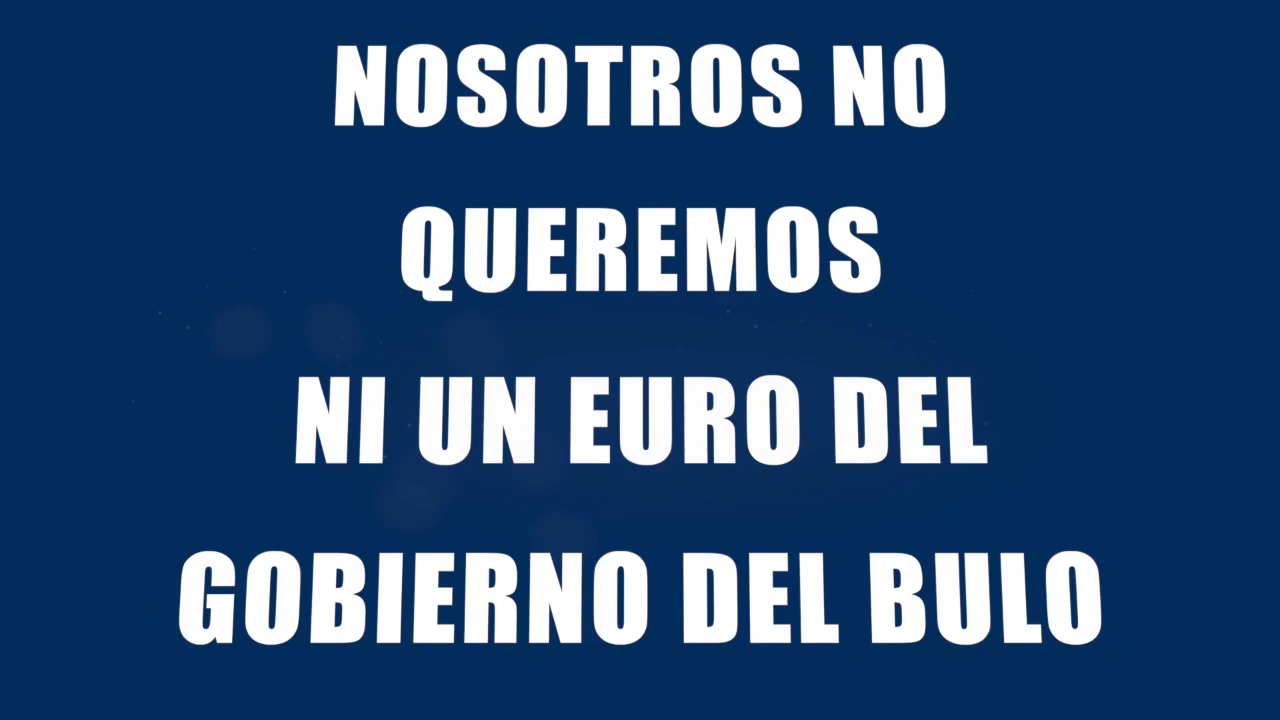 NOSOTROS NO
QUEREMOS
NI UN EURO DEL
GOBIERNO DEL BULO